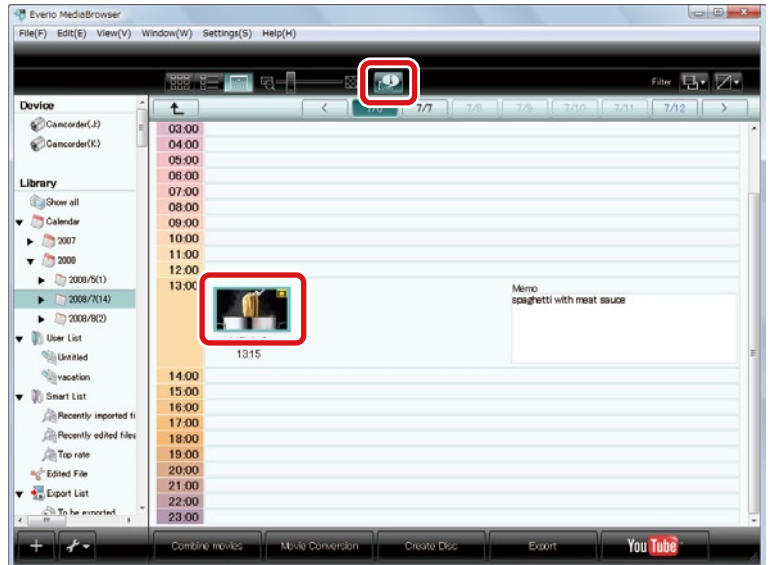 Everio MediaBrowser
File(F) Edit(E) View(V) Window(W) Settings(S) Help(H)
Filter
Device
Camcorder(J:)
Camcorder(K:)
Library
Show all
Calendar
2007
2008
2008/5(1)
2008/7(14)
2008/8(2)
User List
Untitled
vacation
Smart List
Recently imported fi
Recently edited files
Top rate
Edited File
Export List
To be exported
< 7/7 7/8 7/9 7/10 7/11 7/12 >
03:00
04:00
05:00
06:00
07:00
08:00
09:00
10:00
11:00
12:00
13:00
13:15
Memo
spaghetti with meat sauce
14:00
15:00
16:00
17:00
18:00
19:00
20:00
21:00
22:00
23:00
Combine movies Movie Conversion Create Disc Export YouTube